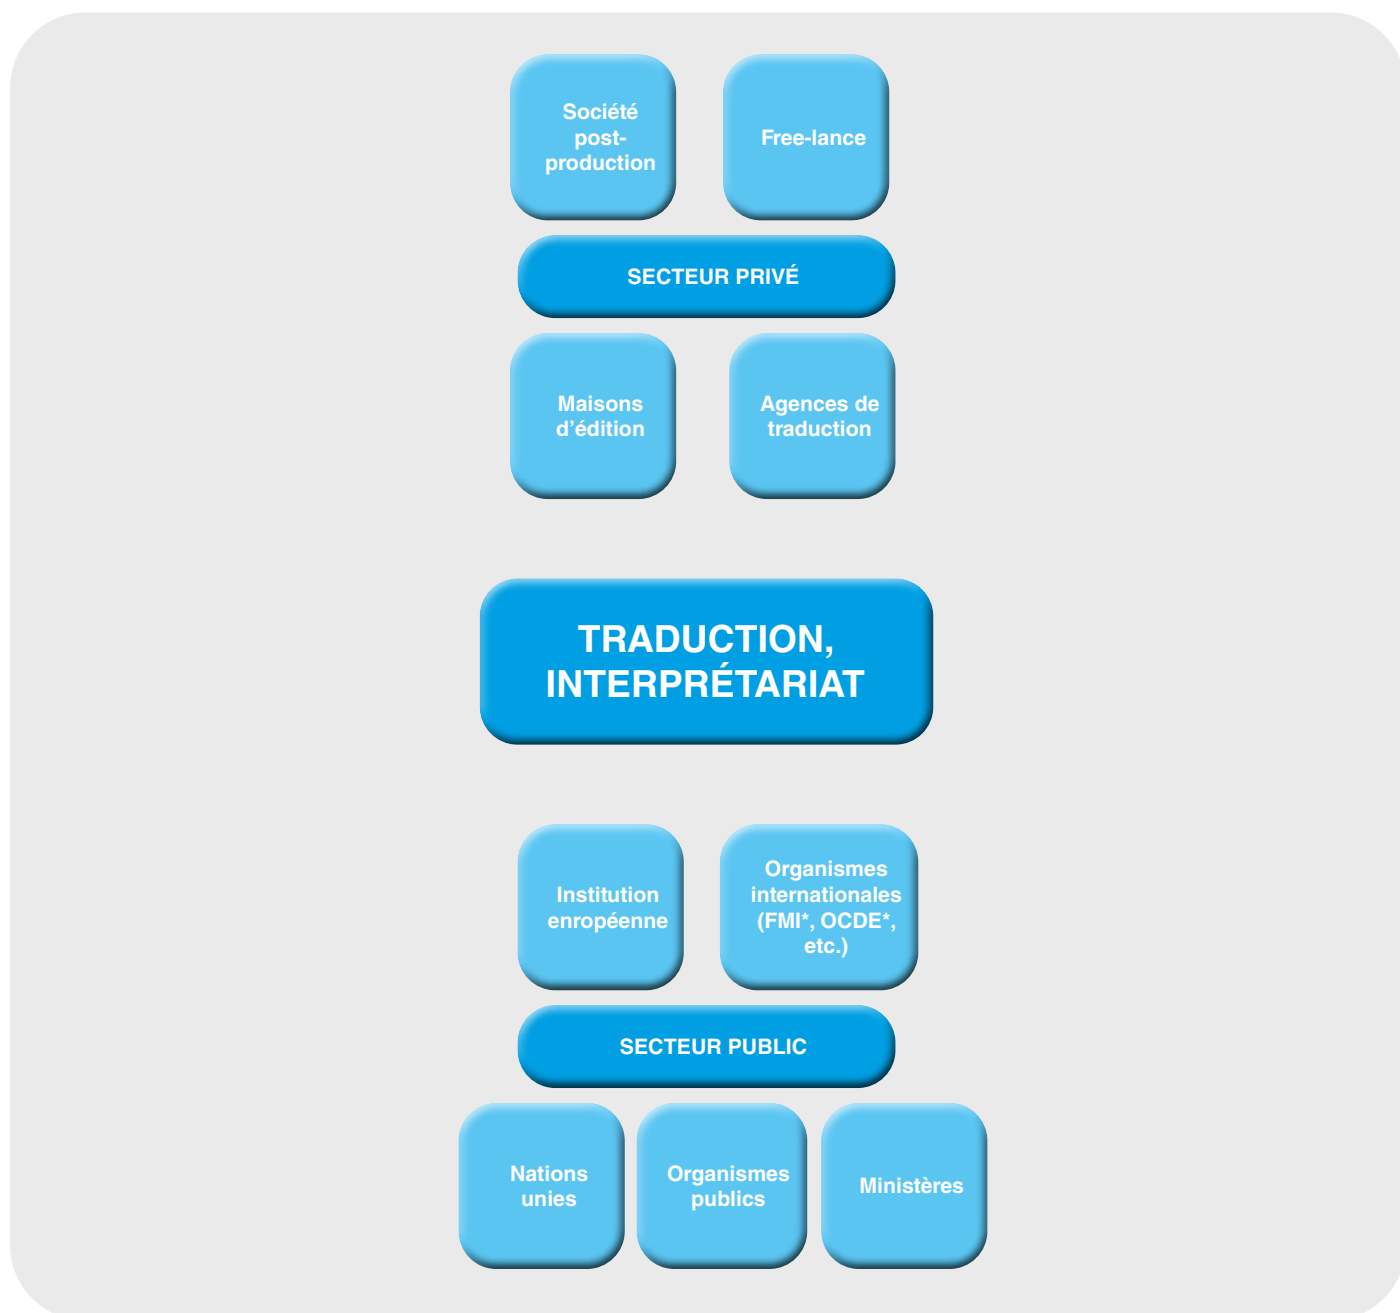 Société
post-
production
Free-lance
SECTEUR PRIVÉ
Maisons
d’édition
Agences de
traduction
TRADUCTION,
INTERPRÉTARIAT
Institution
enropéenne
Organismes
internationales
(FMI*, OCDE*,
etc.)
SECTEUR PUBLIC
Nations
unies
Organismes
publics
Ministères